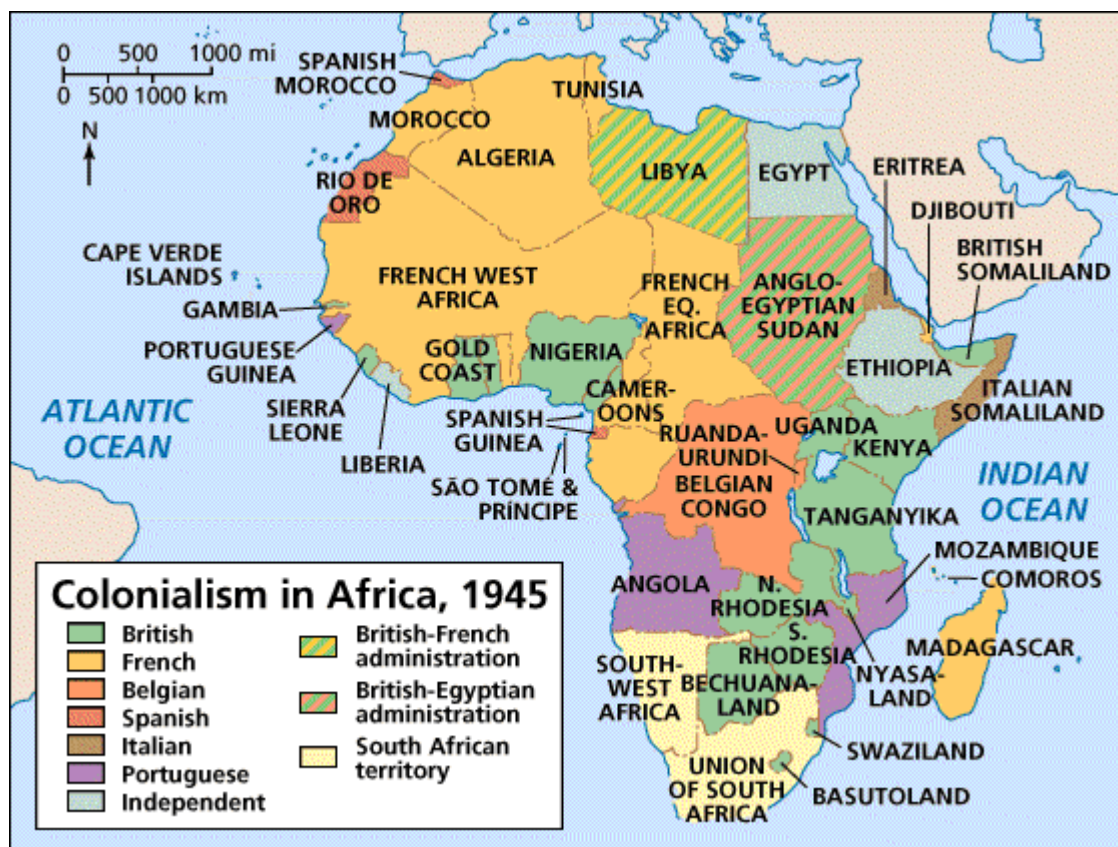 0 500 1000 mi
0 500 1000 km
N
SPANISH
MOROCCO
TUNISIA
MOROCCO
ALGERIA
LIBYA
EGYPT
ERITREA
RIO DE
ORO
DJIBOUTI
BRITISH
SOMALILAND
CAPE VERDE
ISLANDS
FRENCH WEST
AFRICA
FRENCH
EQ.
AFRICA
ANGLO-
EGYPTIAN
SUDAN
GAMBIA
PORTUGUESE
GUINEA
GOLD
COAST
NIGERIA
ETHIOPIA
ITALIAN
SOMALILAND
ATLANTIC
OCEAN
SIERRA
LEONE
LIBERIA
CAMER-
OONS
SPANISH
GUINEA
SÃO TOMÉ &
PRÍNCIPE
RUANDA-
URUNDI
BELGIAN
CONGO
UGANDA
KENYA
INDIAN
OCEAN
TANGANYIKA
MOZAMBIQUE
COMOROS
ANGOLA
N.
RHODESIA
S.
RHODESIA
NYASA-
LAND
MADAGASCAR
SOUTH-
WEST
AFRICA
BECHUANA-
LAND
SWAZILAND
UNION
OF SOUTH
AFRICA
BASUTOLAND
Colonialism in Africa, 1945
British
French
Belgian
Spanish
Italian
Portuguese
Independent
British-French
administration
British-Egyptian
administration
South African
territory